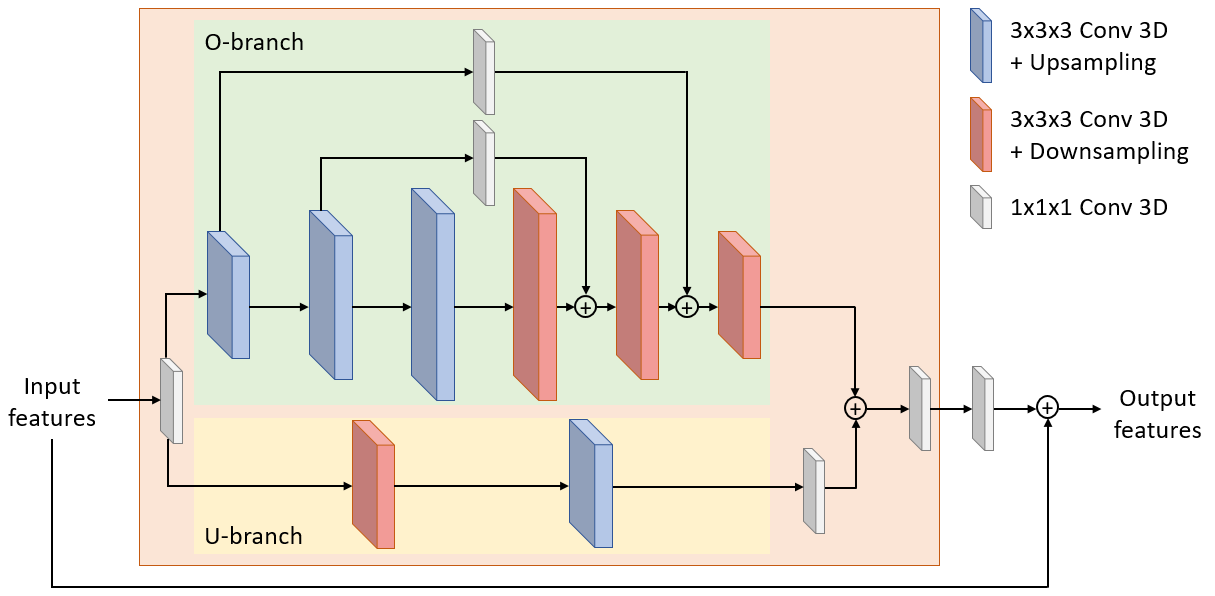 O-branch
3x3x3 Conv 3D
+ Upsampling
3x3x3 Conv 3D
+ Downsampling
1x1x1 Conv 3D
+
+
Input
features
+
+
Output
features
U-branch